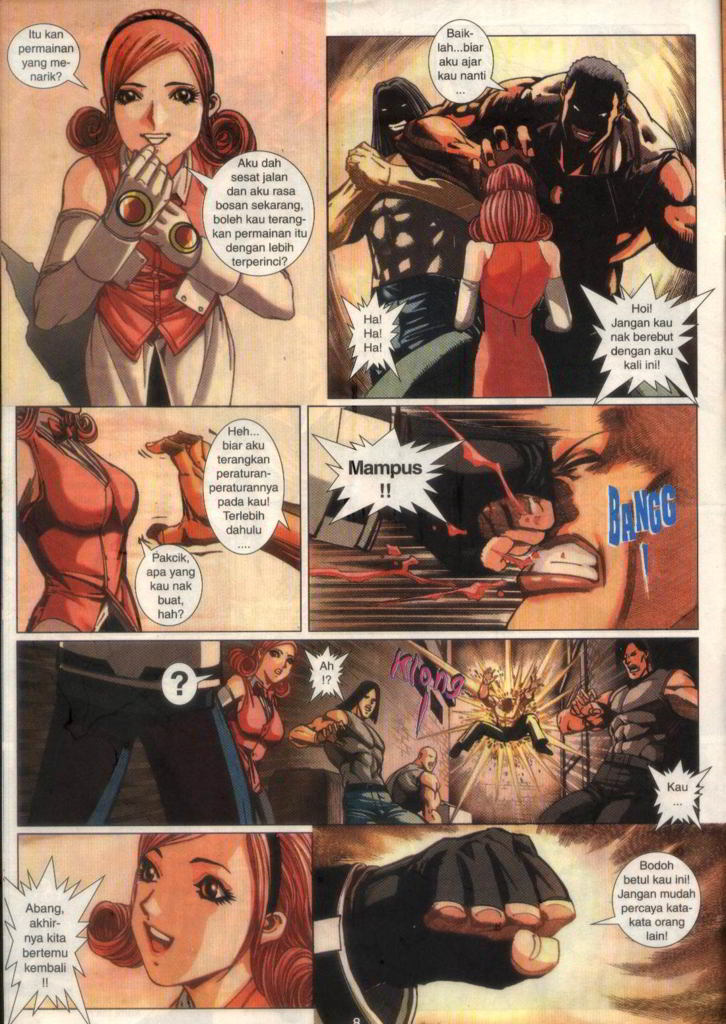 Itu kan
permainan
yang me-
narik?
Aku dah
sesat jalan
dan aku rasa
bosan sekarang,
boleh kau terang-
kan permainan itu
dengan lebih
terperinci?
Baik-
lah...biar
aku ajar
kau nanti
...
Ha!
Ha!
Ha!
Hoi!
Jangan kau
nak berebut
dengan aku
kali ini!
Heh...
biar aku
terangkan
peraturan-
peraturannya
pada kau!
Terlebih
dahulu
....
Pakcik,
apa yang
kau nak
buat,
hah?
Mampus
!!
BANGG
!
?
Ah
!?
Klang
!
Kau
...
Abang,
akhir-
nya kita
bertemu
kembali
!!
Bodoh
betul kau ini!
Jangan mudah
percaya kata-
kata orang
lain!
8